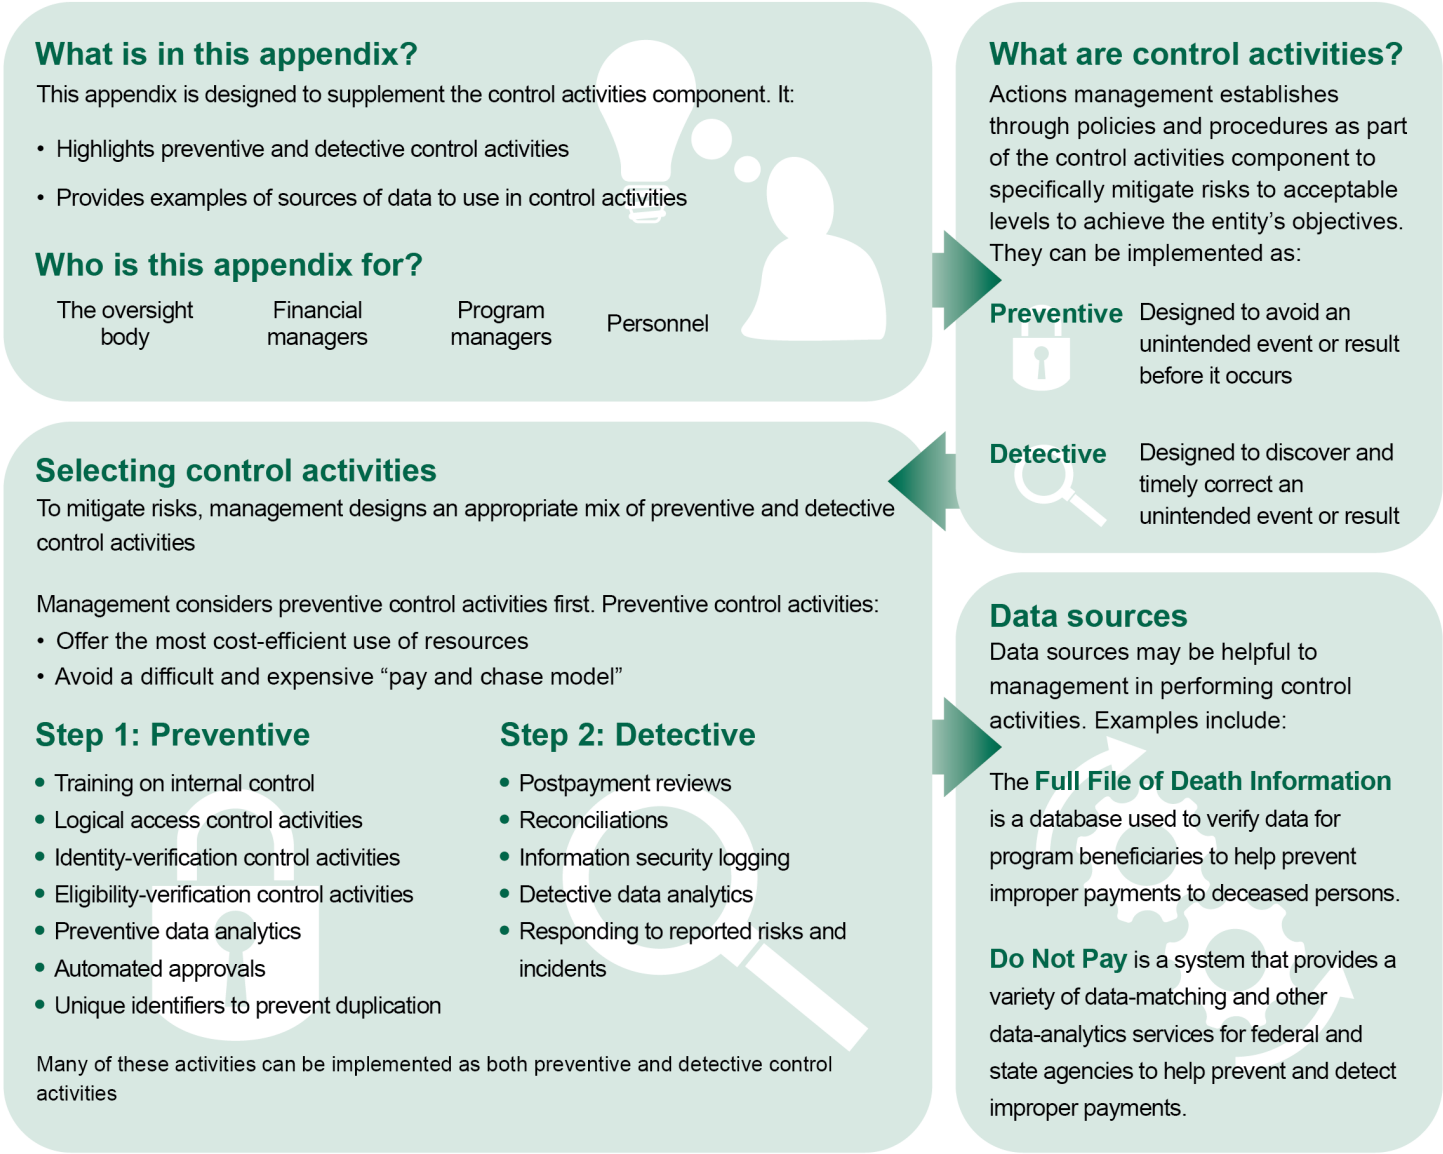 What is in this appendix?
This appendix is designed to supplement the control activities component. It:
• Highlights preventive and detective control activities
• Provides examples of sources of data to use in control activities
Who is this appendix for?
The oversight
body
Financial
managers
Program
managers
Personnel
What are control activities?
Actions management establishes
through policies and procedures as part
of the control activities component to
specifically mitigate risks to acceptable
levels to achieve the entity’s objectives.
They can be implemented as:
Preventive
Designed to avoid an
unintended event or result
before it occurs
Detective
Designed to discover and
timely correct an
unintended event or result
Selecting control activities
To mitigate risks, management designs an appropriate mix of preventive and detective
control activities
Management considers preventive control activities first. Preventive control activities:
• Offer the most cost-efficient use of resources
• Avoid a difficult and expensive “pay and chase model”
Step 1: Preventive
• Training on internal control
• Logical access control activities
• Identity-verification control activities
• Eligibility-verification control activities
• Preventive data analytics
• Automated approvals
• Unique identifiers to prevent duplication
Step 2: Detective
• Postpayment reviews
• Reconciliations
• Information security logging
• Detective data analytics
• Responding to reported risks and
incidents
Many of these activities can be implemented as both preventive and detective control
activities
Data sources
Data sources may be helpful to
management in performing control
activities. Examples include:
The Full File of Death Information
is a database used to verify data for
program beneficiaries to help prevent
improper payments to deceased persons.
Do Not Pay is a system that provides a
variety of data-matching and other
data-analytics services for federal and
state agencies to help prevent and detect
improper payments.